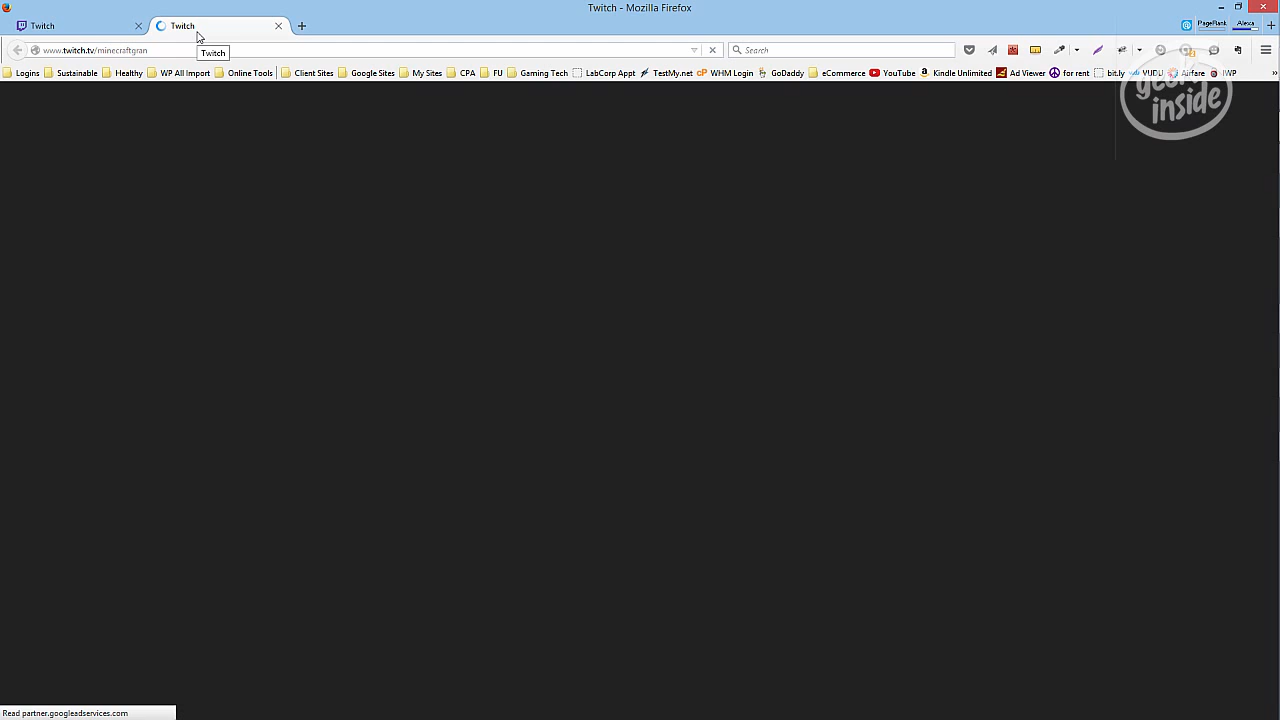 Twitch - Mozilla Firefox
Twitch
Twitch
PageRank
Alexa
www.twitch.tv/minecraftgran
Search
Twitch
Logins Sustainable Healthy WP All Import Online Tools Client Sites Google Sites My Sites CPA FU Gaming Tech LabCorp Appt TestMy.net WHM Login GoDaddy eCommerce YouTube Kindle Unlimited Ad Viewer for rent bit.ly VUDU Airfare IWP
geek inside
Read partner.googleadservices.com